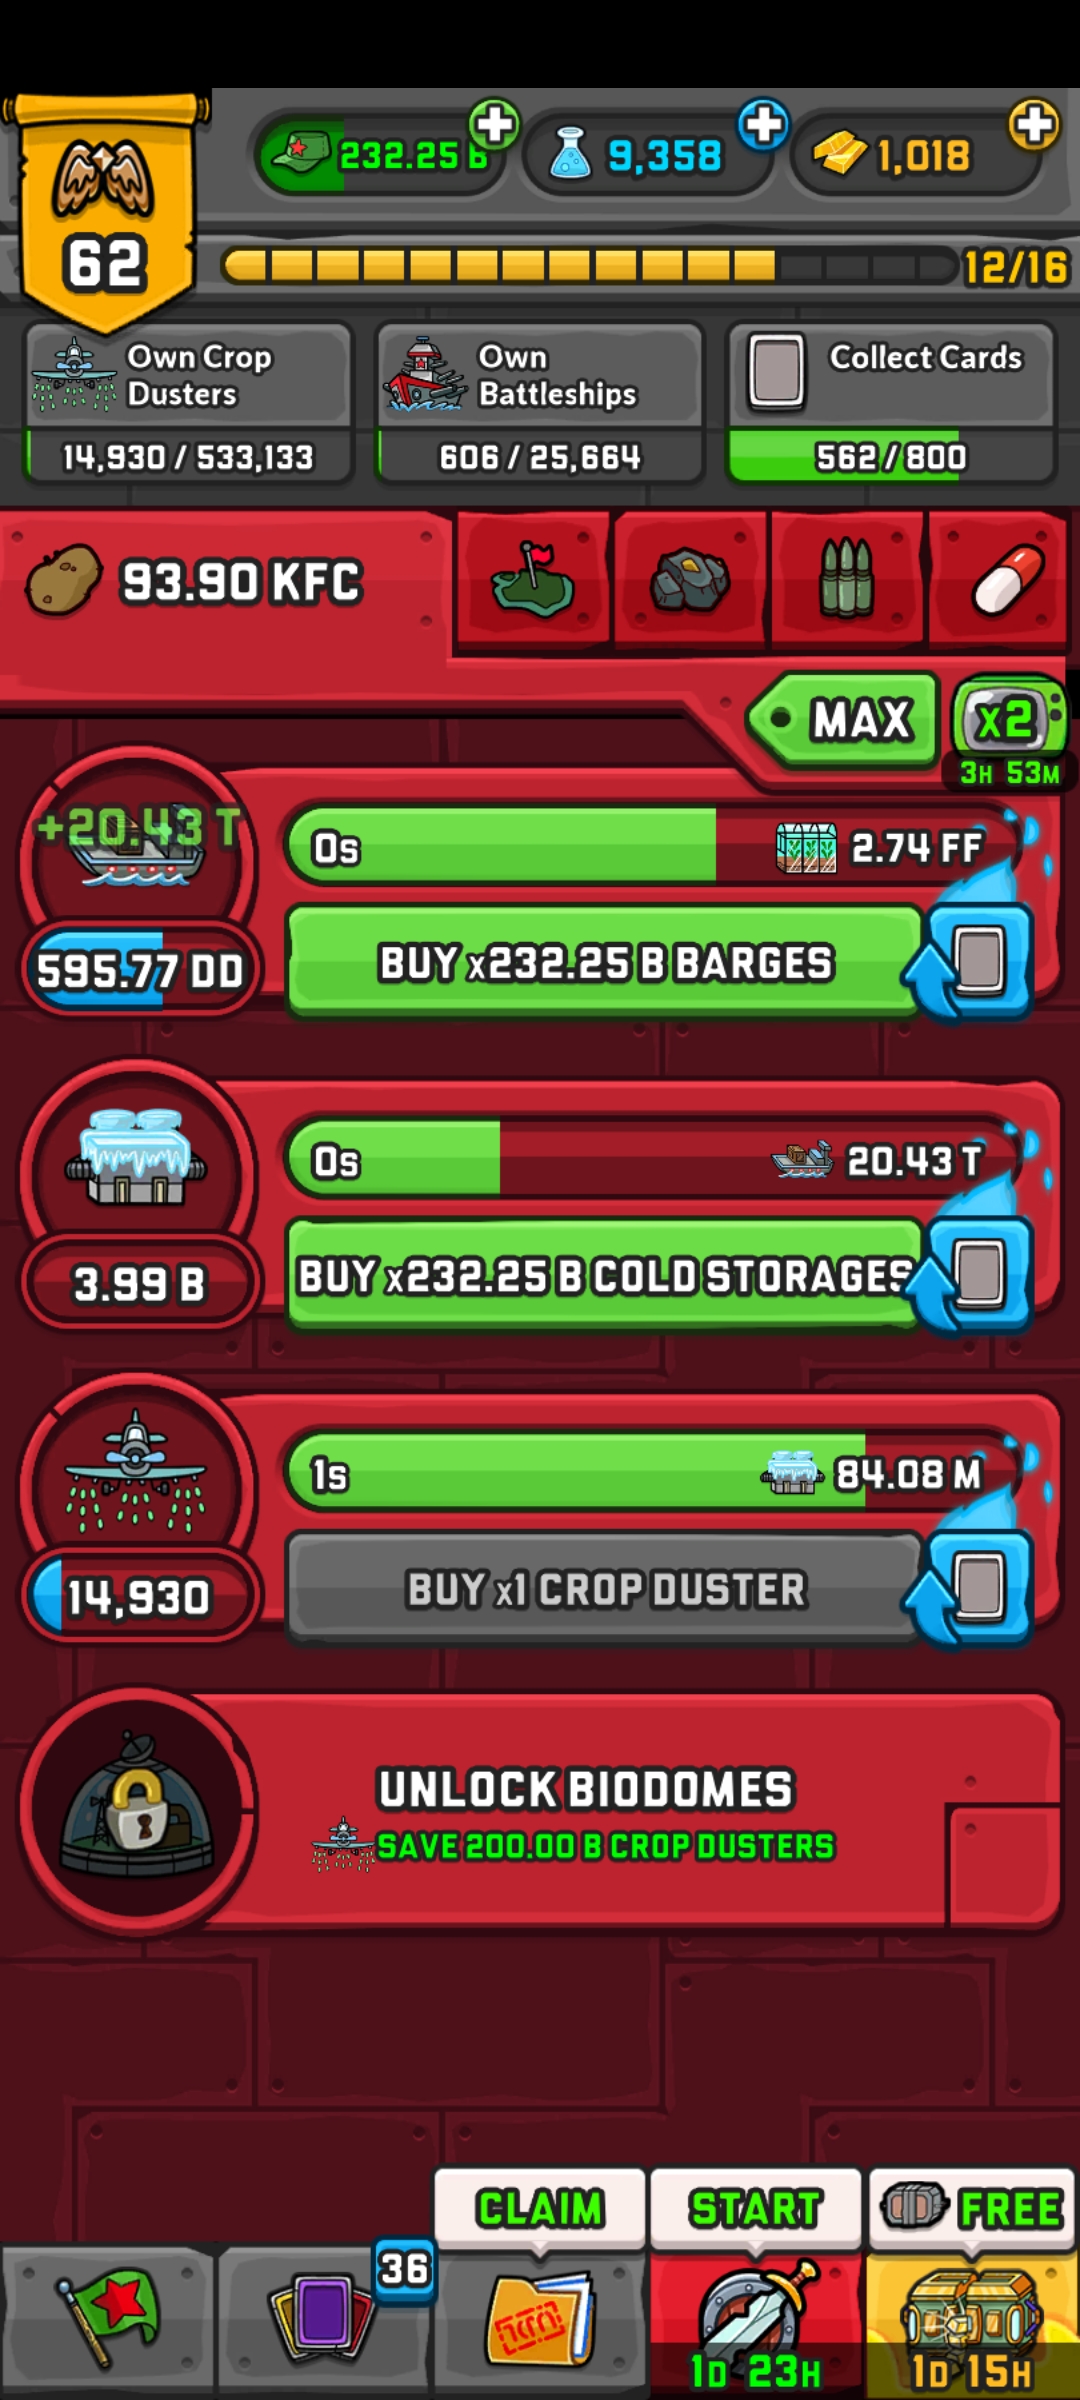 232.25 B
9,358
1,018
62
12/16
Own Crop
Dusters
14,930 / 533,133
Own
Battleships
606 / 25,664
Collect Cards
562 / 800
93.90 KFC
MAX
x2
3H 53M
+20.43 T
0s
2.74 FF
595.77 DD
BUY x232.25 B BARGES
0s
20.43 T
3.99 B
BUY x232.25 B COLD STORAGES
1s
84.08 M
14,930
BUY x1 CROP DUSTER
UNLOCK BIODOMES
SAVE 200.00 B CROP DUSTERS
CLAIM
START
FREE
36
1D 23H
1D 15H